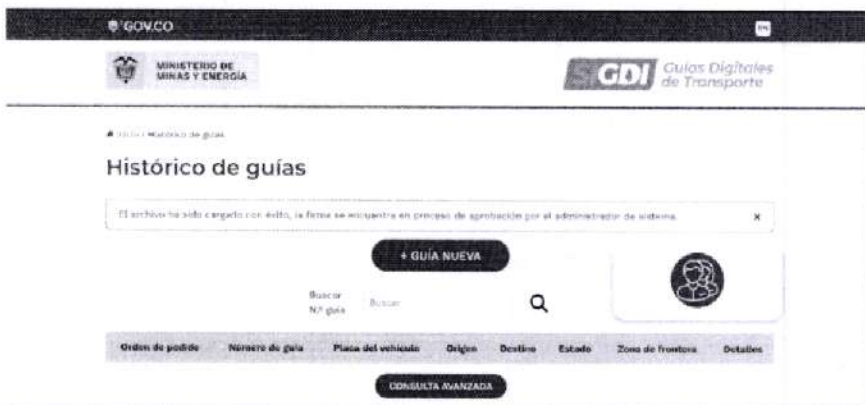 GOV.CO
EN
MINISTERIO DE
MINAS Y ENERGÍA
SIGDI Guías Digitales
de Transporte
Histórico de guías
Histórico de guías
El archivo ha sido cargado con éxito, la firma se encuentra en proceso de aprobación por el administrador de sistema. ×
+ GUÍA NUEVA
Buscar
N.º guía Buscar
Orden de pedido Número de guía Placa del vehículo Origen Destino Estado Zona de frontera Detalles
CONSULTA AVANZADA